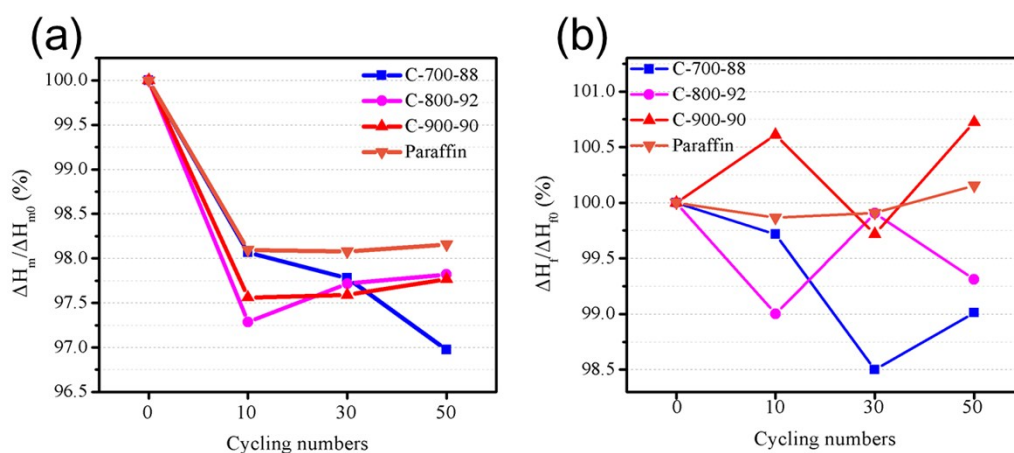 (a)
ΔHm/ΔHm0 (%)
100.0
99.5
99.0
98.5
98.0
97.5
97.0
96.5
C-700-88
C-800-92
C-900-90
Paraffin
0 10 30 50
Cycling numbers
(b)
ΔHf/ΔHf0 (%)
101.0
100.5
100.0
99.5
99.0
98.5
C-700-88
C-800-92
C-900-90
Paraffin
0 10 30 50
Cycling numbers